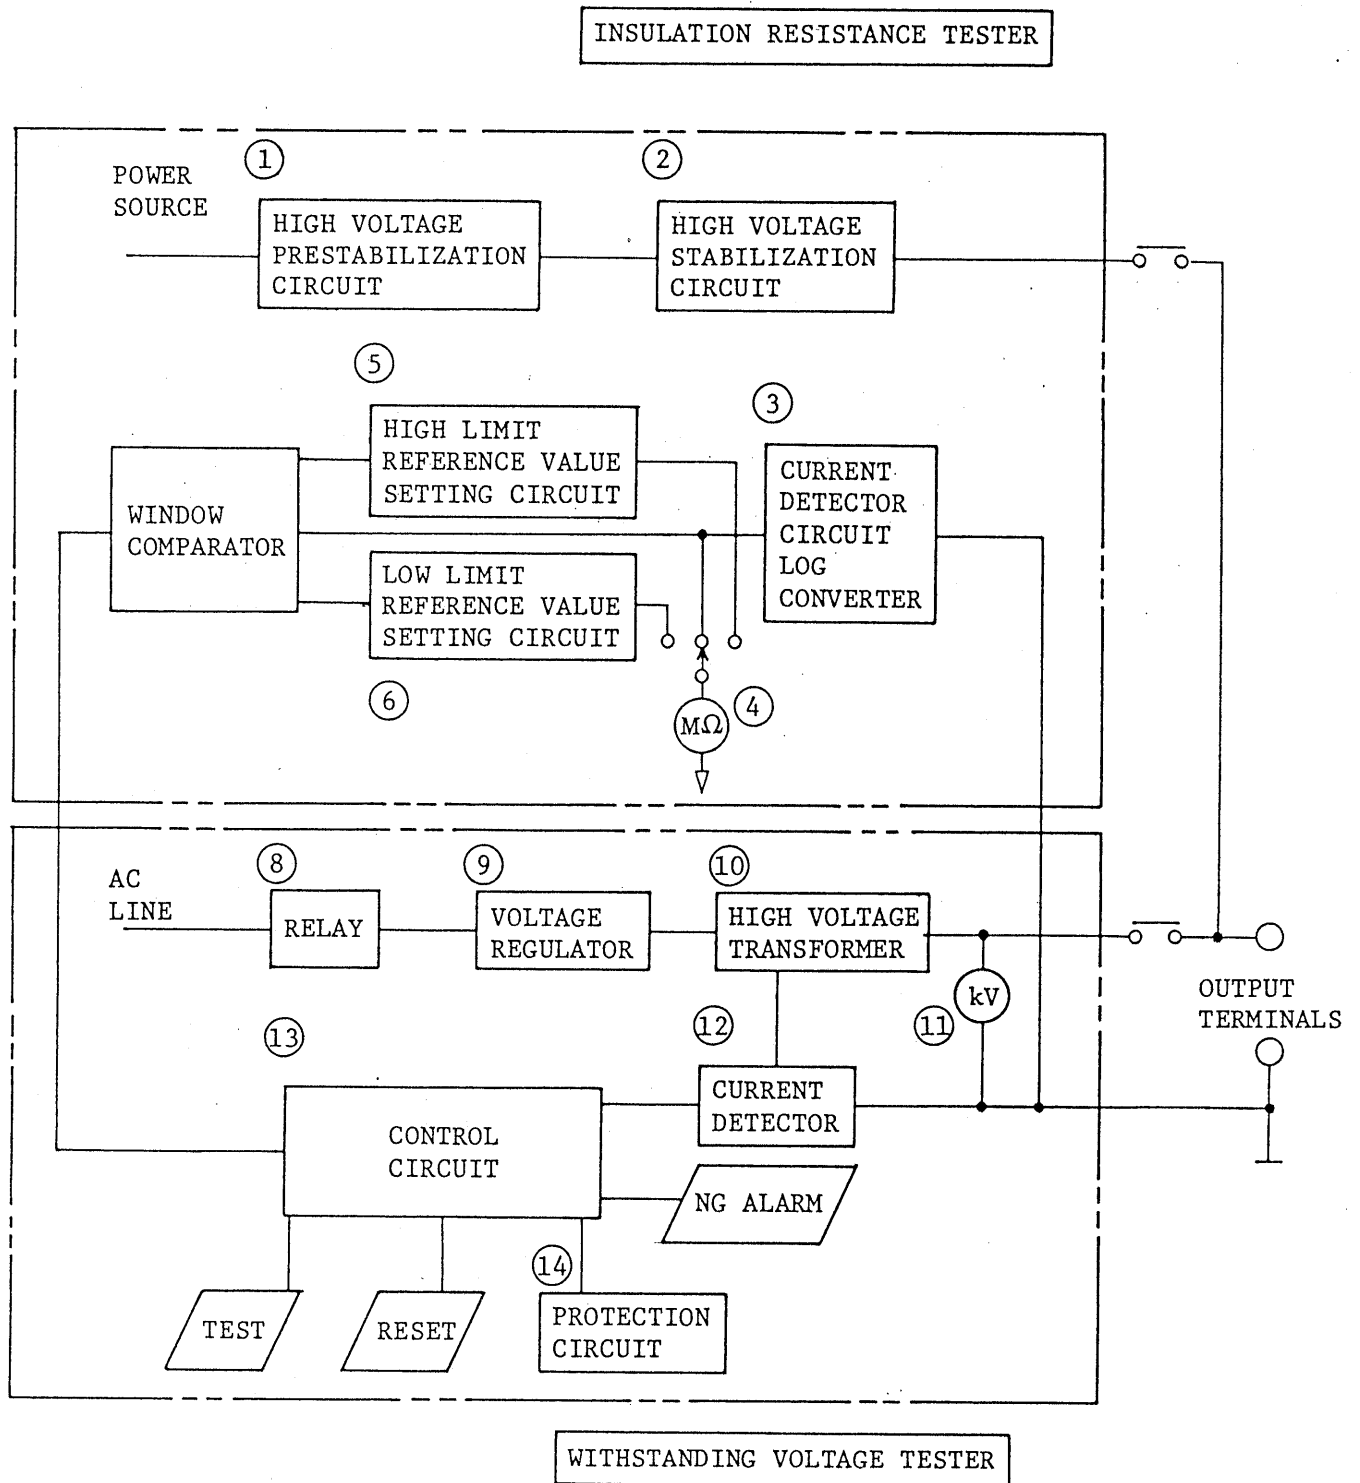 INSULATION RESISTANCE TESTER
1
2
POWER
SOURCE
HIGH VOLTAGE
PRESTABILIZATION
CIRCUIT
HIGH VOLTAGE
STABILIZATION
CIRCUIT
5
3
HIGH LIMIT
REFERENCE VALUE
SETTING CIRCUIT
CURRENT
DETECTOR
CIRCUIT
LOG
CONVERTER
WINDOW
COMPARATOR
LOW LIMIT
REFERENCE VALUE
SETTING CIRCUIT
6
4
MΩ
8
9
10
AC
LINE
RELAY
VOLTAGE
REGULATOR
HIGH VOLTAGE
TRANSFORMER
kV
11
OUTPUT
TERMINALS
12
13
CURRENT
DETECTOR
CONTROL
CIRCUIT
NG ALARM
14
TEST
RESET
PROTECTION
CIRCUIT
WITHSTANDING VOLTAGE TESTER